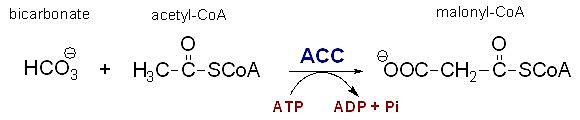 bicarbonate acetyl-CoA malonyl-CoA
O O
HCO3⊖ + H3C-C-SCoA ACC ⊖OOC-CH2-C-SCoA
ATP ADP + Pi